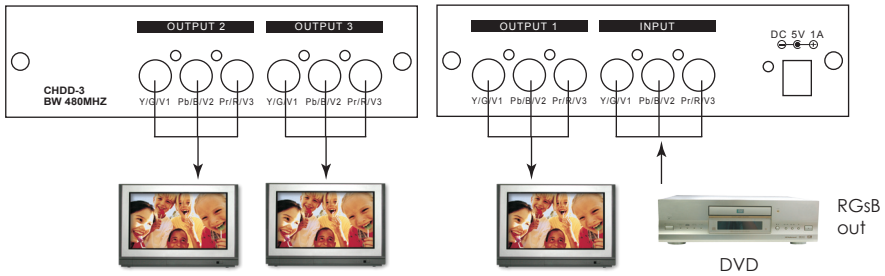 OUTPUT 2 OUTPUT 3
CHDD-3
BW 480MHZ
Y/G/V1 Pb/B/V2 Pr/R/V3 Y/G/V1 Pb/B/V2 Pr/R/V3
OUTPUT 1 INPUT
DC 5V 1A
Y/G/V1 Pb/B/V2 Pr/R/V3 Y/G/V1 Pb/B/V2 Pr/R/V3
RGsB
out
DVD